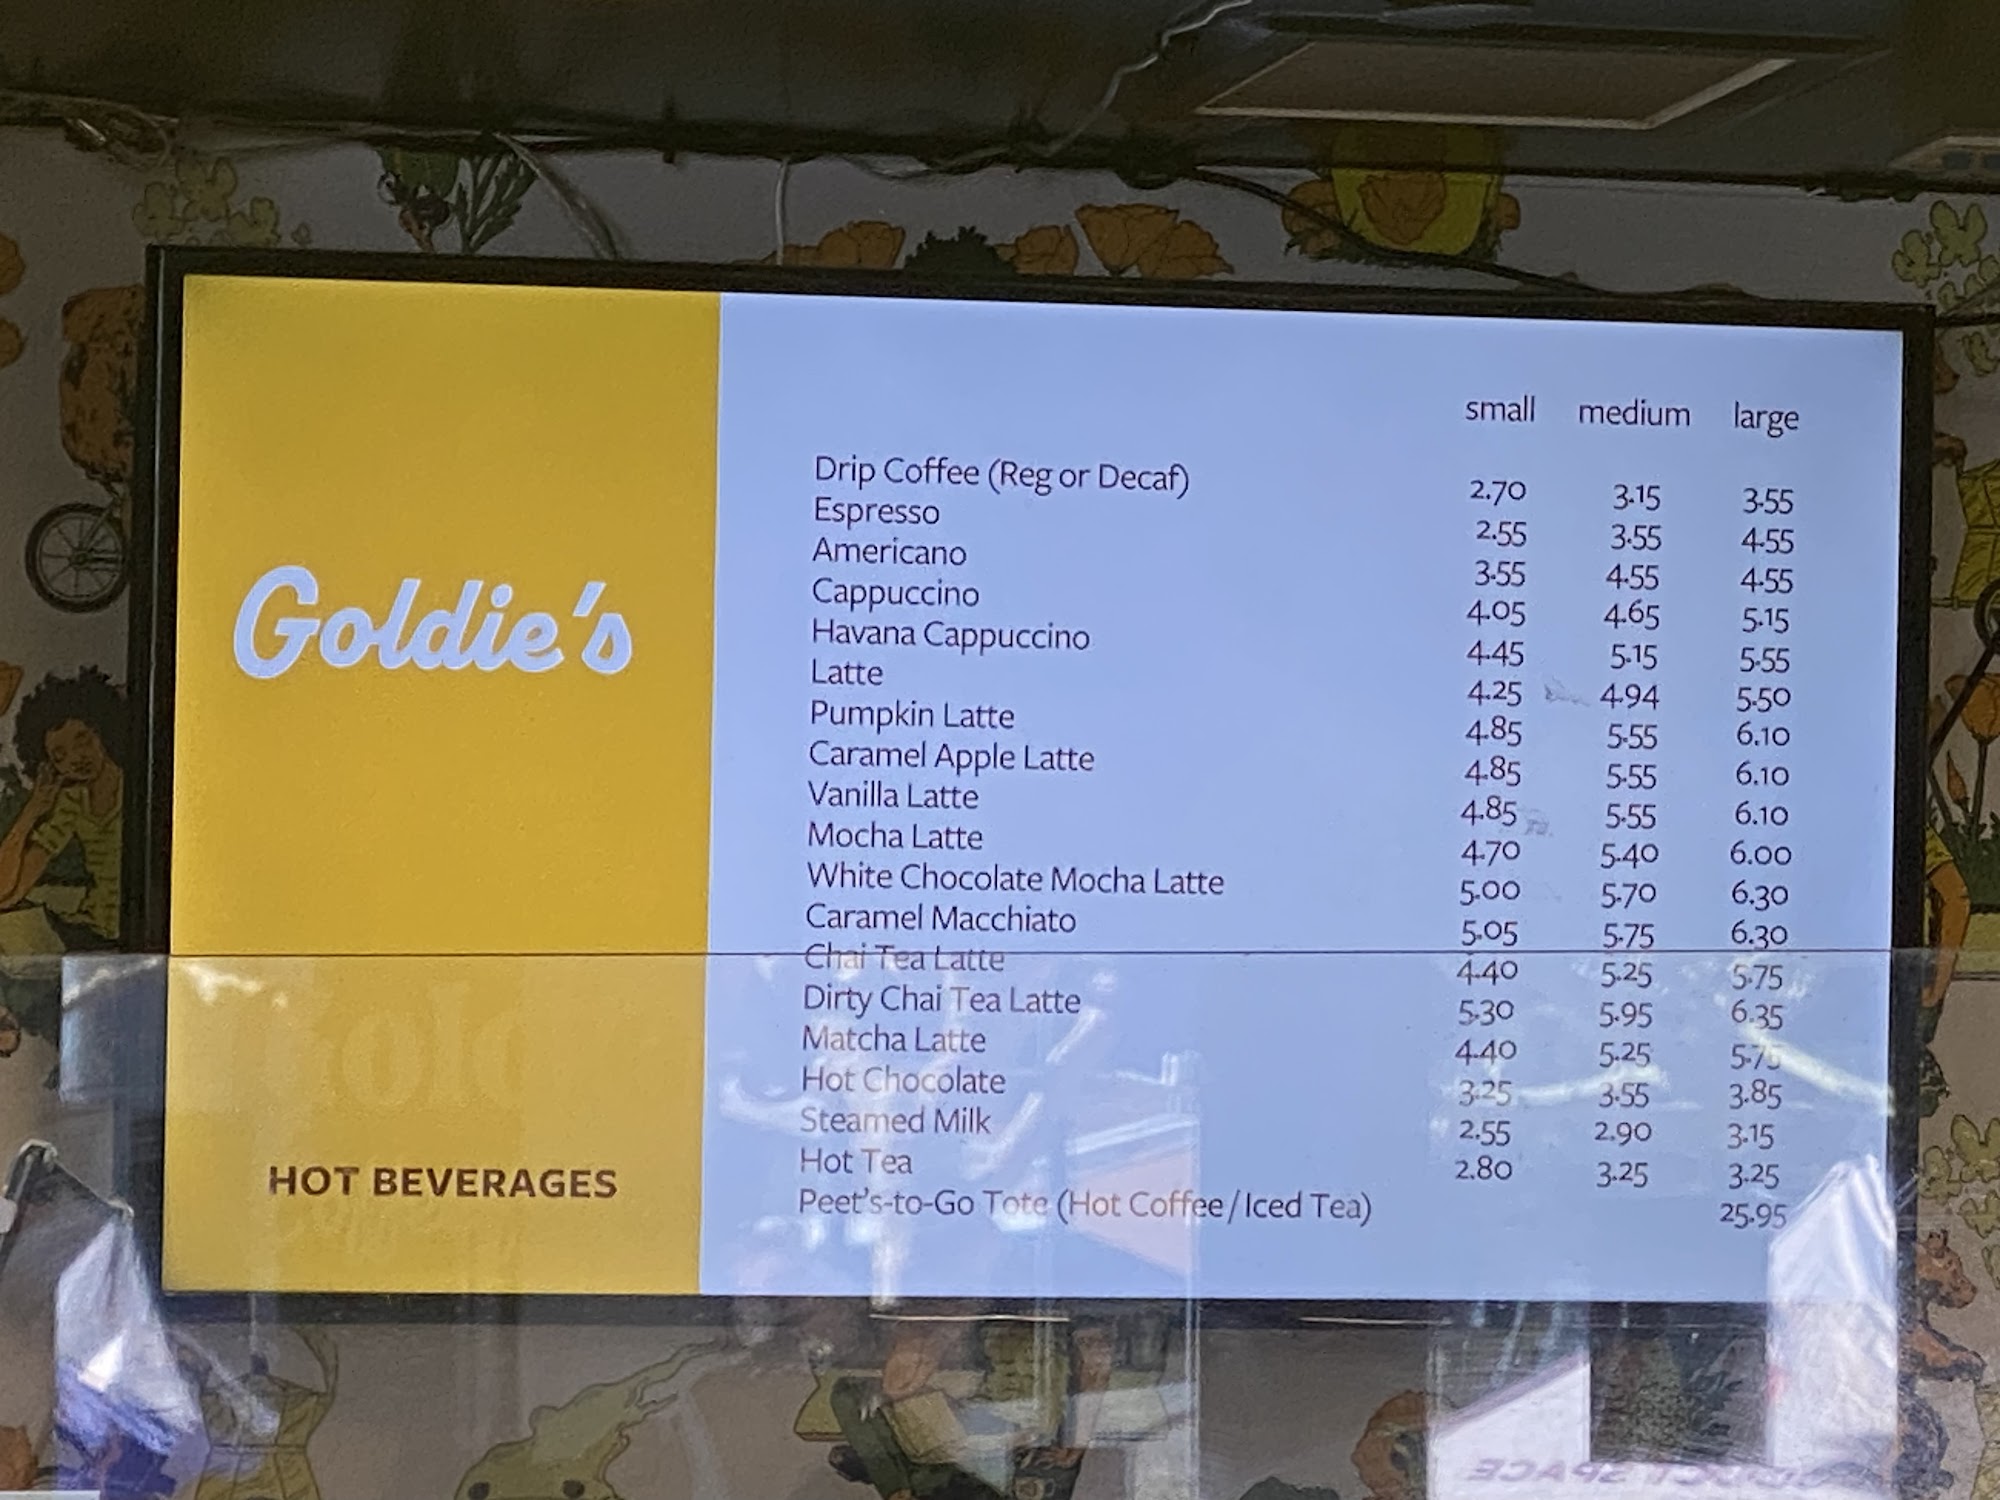 Goldie's
HOT BEVERAGES
small medium large
Drip Coffee (Reg or Decaf) 2.70 3.15 3.55
Espresso 2.55 3.55 4.55
Americano 3.55 4.55 4.55
Cappuccino 4.05 4.65 5.15
Havana Cappuccino 4.45 5.15 5.55
Latte 4.25 4.94 5.50
Pumpkin Latte 4.85 5.55 6.10
Caramel Apple Latte 4.85 5.55 6.10
Vanilla Latte 4.85 5.55 6.10
Mocha Latte 4.70 5.40 6.00
White Chocolate Mocha Latte 5.00 5.70 6.30
Caramel Macchiato 5.05 5.75 6.30
Chai Tea Latte 4.40 5.25 5.75
Dirty Chai Tea Latte 5.30 5.95 6.35
Matcha Latte 4.40 5.25 5.75
Hot Chocolate 3.25 3.55 3.85
Steamed Milk 2.55 2.90 3.15
Hot Tea 2.80 3.25 3.25
Peet's-to-Go Tote (Hot Coffee/Iced Tea) 25.95
SPACE